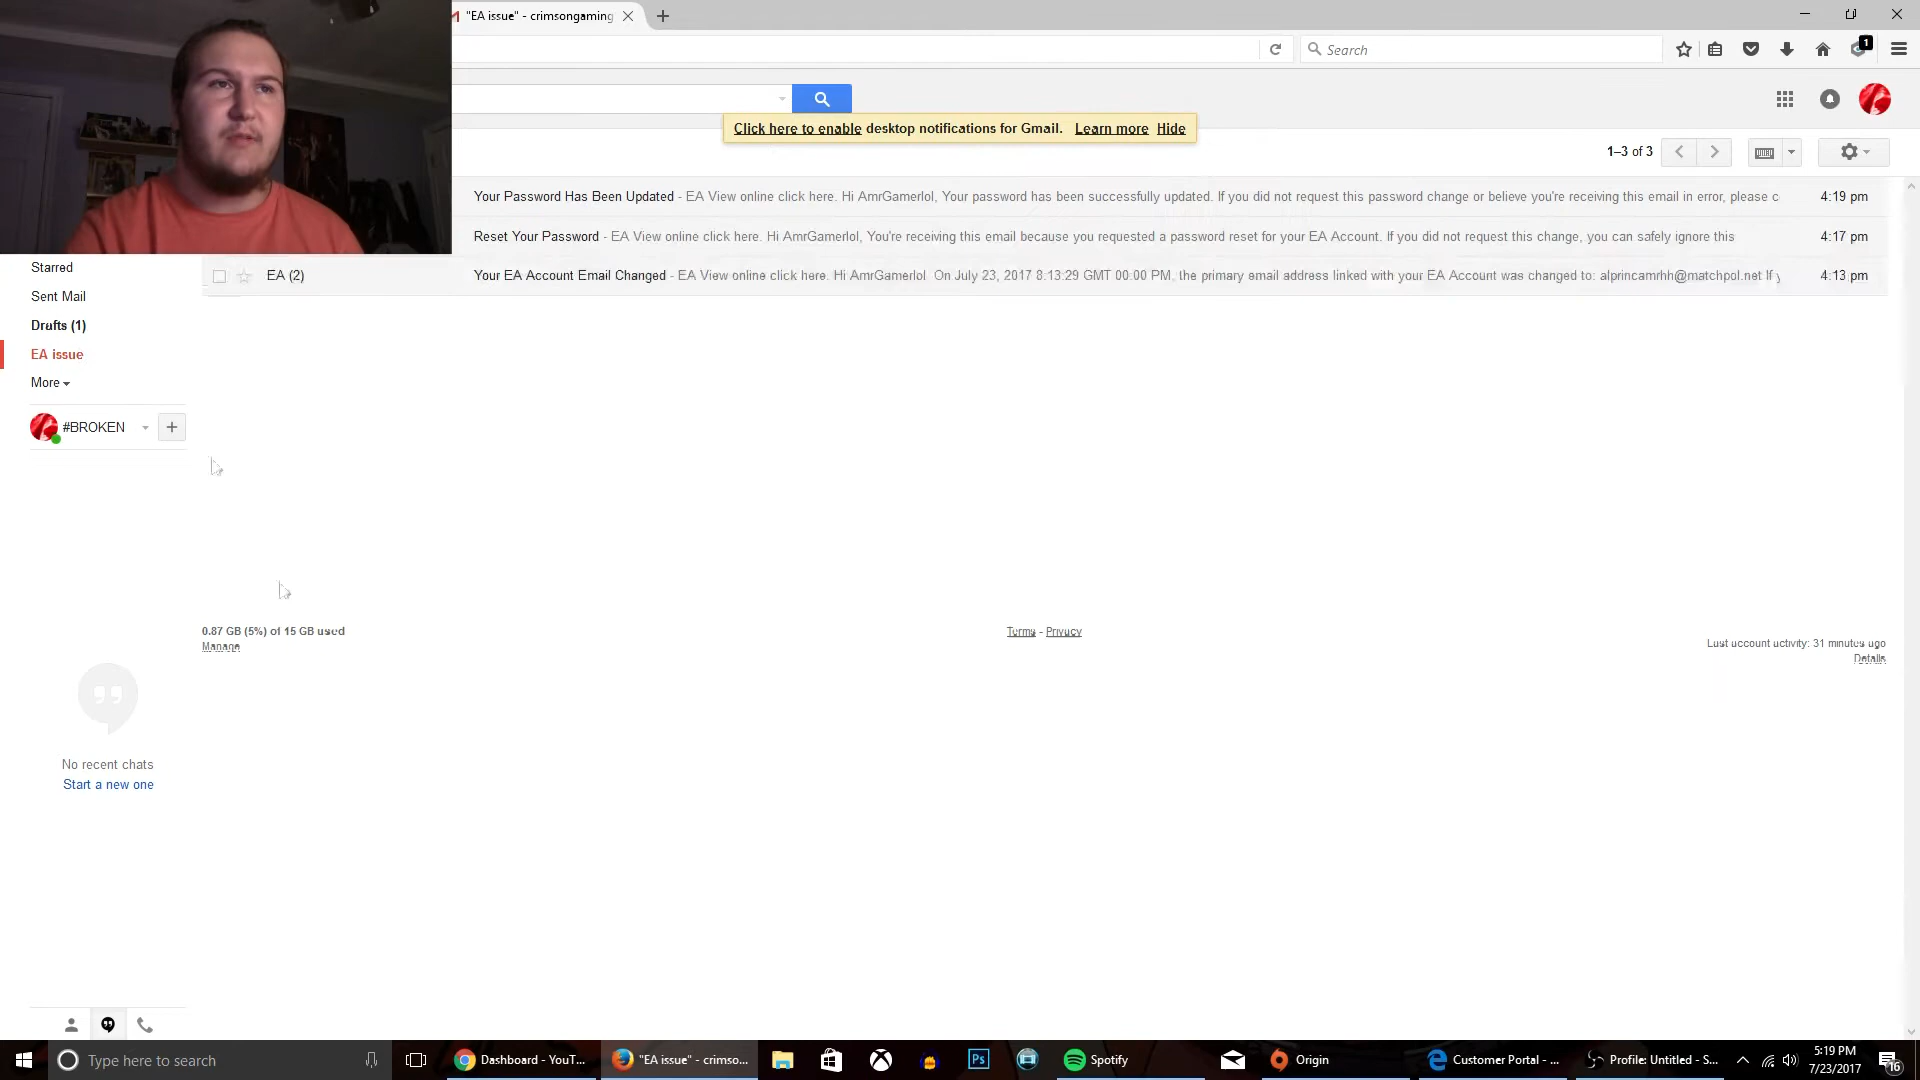 "EA issue" - crimsongaming
Search
1
Click here to enable desktop notifications for Gmail. Learn more Hide
1–3 of 3
Your Password Has Been Updated - EA View online click here. Hi AmrGamerlol, Your password has been successfully updated. If you did not request this password change or believe you're receiving this email in error, please c
4:19 pm
Reset Your Password - EA View online click here. Hi AmrGamerlol, You're receiving this email because you requested a password reset for your EA Account. If you did not request this change, you can safely ignore this
4:17 pm
EA (2)
Your EA Account Email Changed - EA View online click here. Hi AmrGamerlol. On July 23, 2017 8:13:29 GMT 00:00 PM, the primary email address linked with your EA Account was changed to: alprincamrhh@matchpol.net If y
4:13 pm
Starred
Sent Mail
Drafts (1)
EA issue
More
#BROKEN
0.87 GB (5%) of 15 GB used
Manage
Terms - Privacy
Last account activity: 31 minutes ago
Details
No recent chats
Start a new one
Type here to search
Dashboard - YouT...
"EA issue" - crimso...
Ps
Spotify
Origin
Customer Portal - ...
Profile: Untitled - S...
5:19 PM
7/23/2017
16